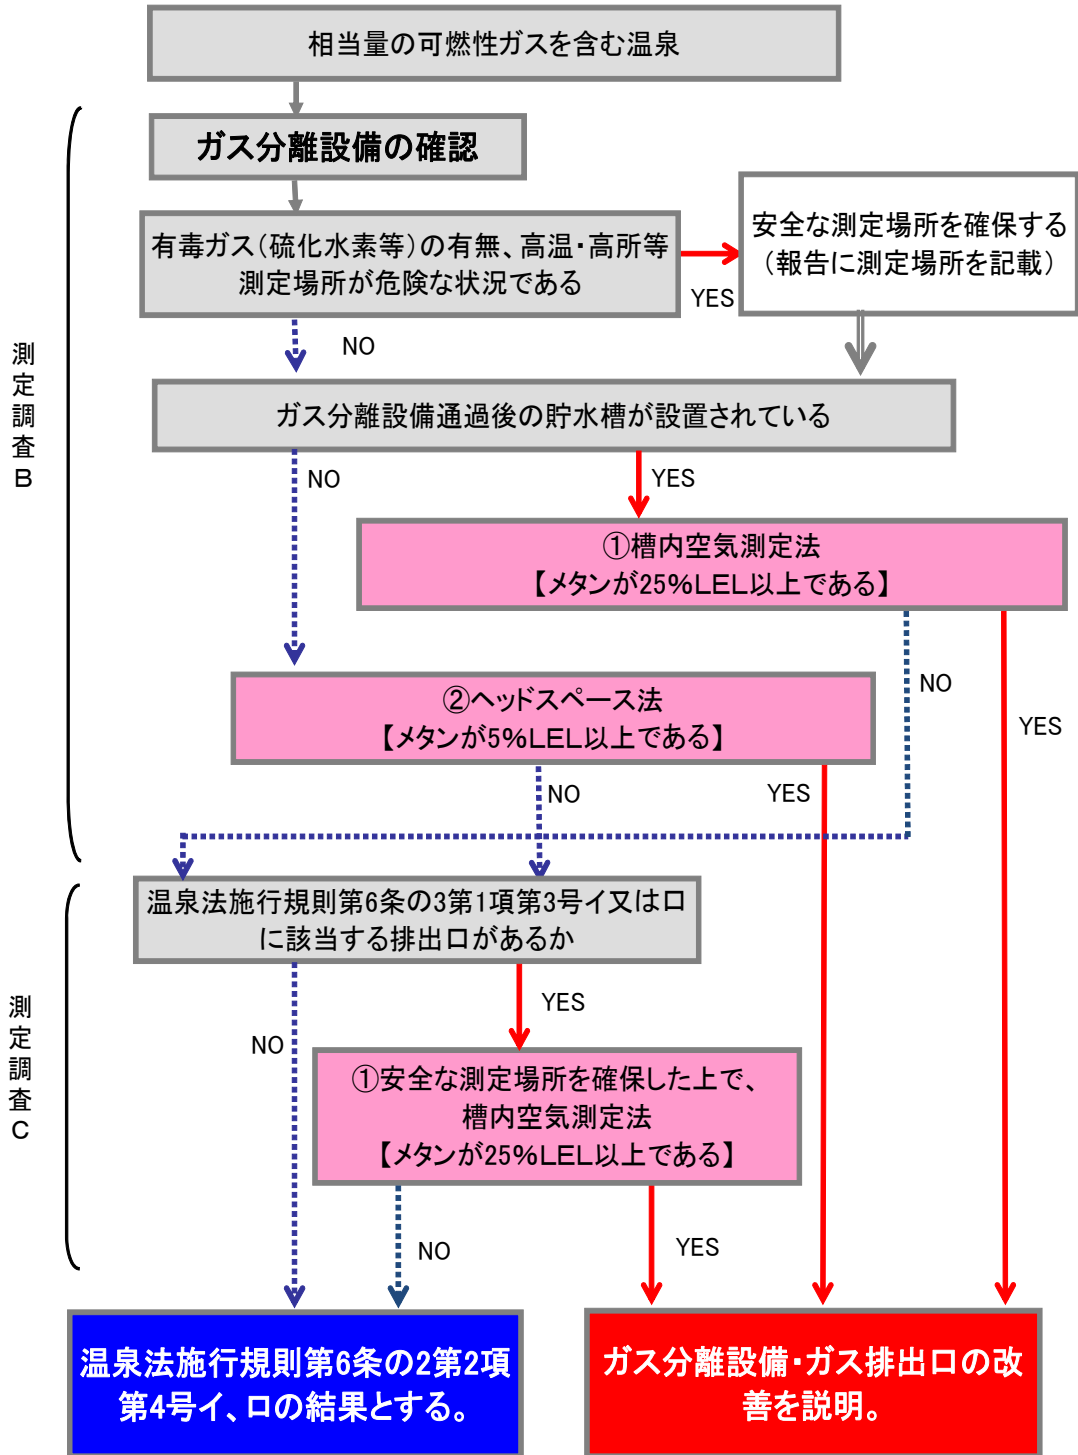 相当量の可燃性ガスを含む温泉
ガス分離設備の確認
有毒ガス(硫化水素等)の有無、高温・高所等
測定場所が危険な状況である
YES
安全な測定場所を確保する
(報告に測定場所を記載)
NO
測定調査B
ガス分離設備通過後の貯水槽が設置されている
NO
YES
①槽内空気測定法
【メタンが25%LEL以上である】
NO
YES
②ヘッドスペース法
【メタンが5%LEL以上である】
NO
YES
温泉法施行規則第6条の3第1項第3号イ又はロ
に該当する排出口があるか
測定調査C
NO
YES
①安全な測定場所を確保した上で、
槽内空気測定法
【メタンが25%LEL以上である】
NO
YES
温泉法施行規則第6条の2第2項
第4号イ、ロの結果とする。
ガス分離設備・ガス排出口の改
善を説明。